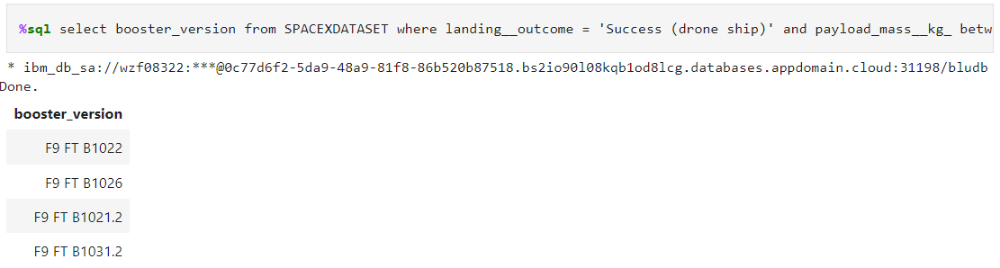 %sql select booster_version from SPACEXDATASET where landing__outcome = 'Success (drone ship)' and payload_mass__kg_ betw
* ibm_db_sa://wzf08322:***@0c77d6f2-5da9-48a9-81f8-86b520b87518.bs2io90l08kqb1od8lcg.databases.appdomain.cloud:31198/bludb
Done.
booster_version
F9 FT B1022
F9 FT B1026
F9 FT B1021.2
F9 FT B1031.2